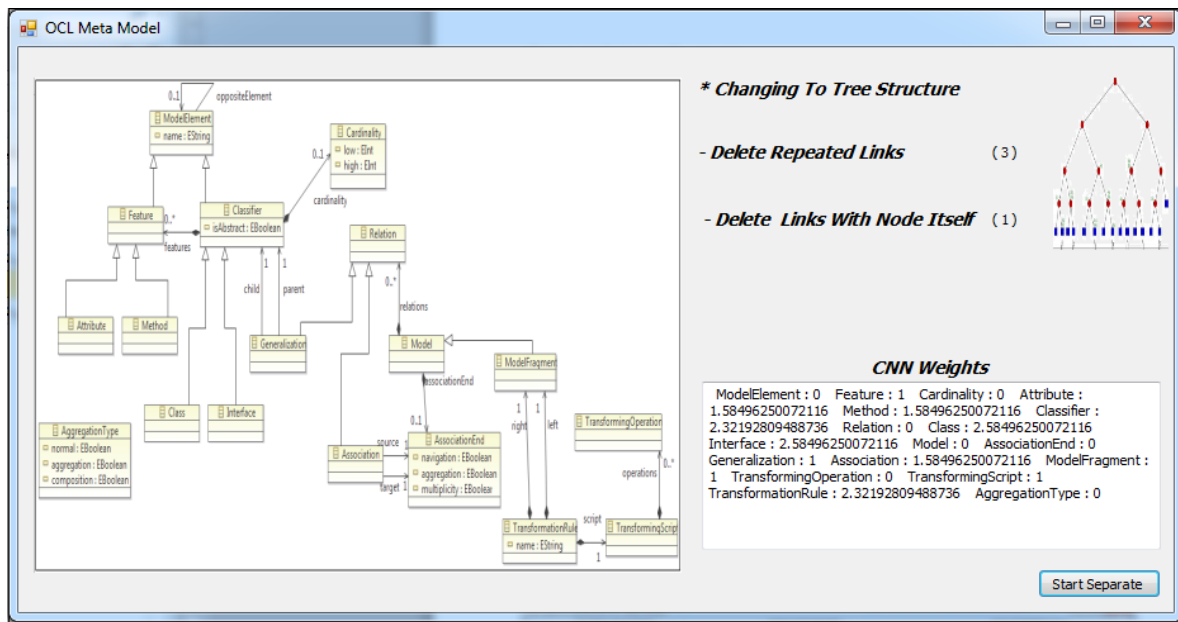 OCL Meta Model
0..1
oppositeElement
ModelElement
name : EString
Cardinality
low : EInt
high : EInt
0..1
cardinality
Feature
0..*
features
Classifier
isAbstract : EBoolean
Relation
1
1
child
parent
0..*
relations
Attribute
Method
Generalization
Model
ModelFragment
associationEnd
Class
Interface
0..1
1
1
right
left
TransformingOperation
AggregationType
normal : EBoolean
aggregation : EBoolean
composition : EBoolean
Association
source
target
1
AssociationEnd
navigation : EBoolean
aggregation : EBoolean
multiplicity : EBoolear
0..*
operations
TransformationRule
name : EString
script
1
TransformingScript
* Changing To Tree Structure
- Delete Repeated Links (3)
- Delete Links With Node Itself (1)
CNN Weights
ModelElement : 0 Feature : 1 Cardinality : 0 Attribute :
1.58496250072116 Method : 1.58496250072116 Classifier :
2.32192809488736 Relation : 0 Class : 2.58496250072116
Interface : 2.58496250072116 Model : 0 AssociationEnd : 0
Generalization : 1 Association : 1.58496250072116 ModelFragment :
1 TransformingOperation : 0 TransformingScript : 1
TransformationRule : 2.32192809488736 AggregationType : 0
Start Separate